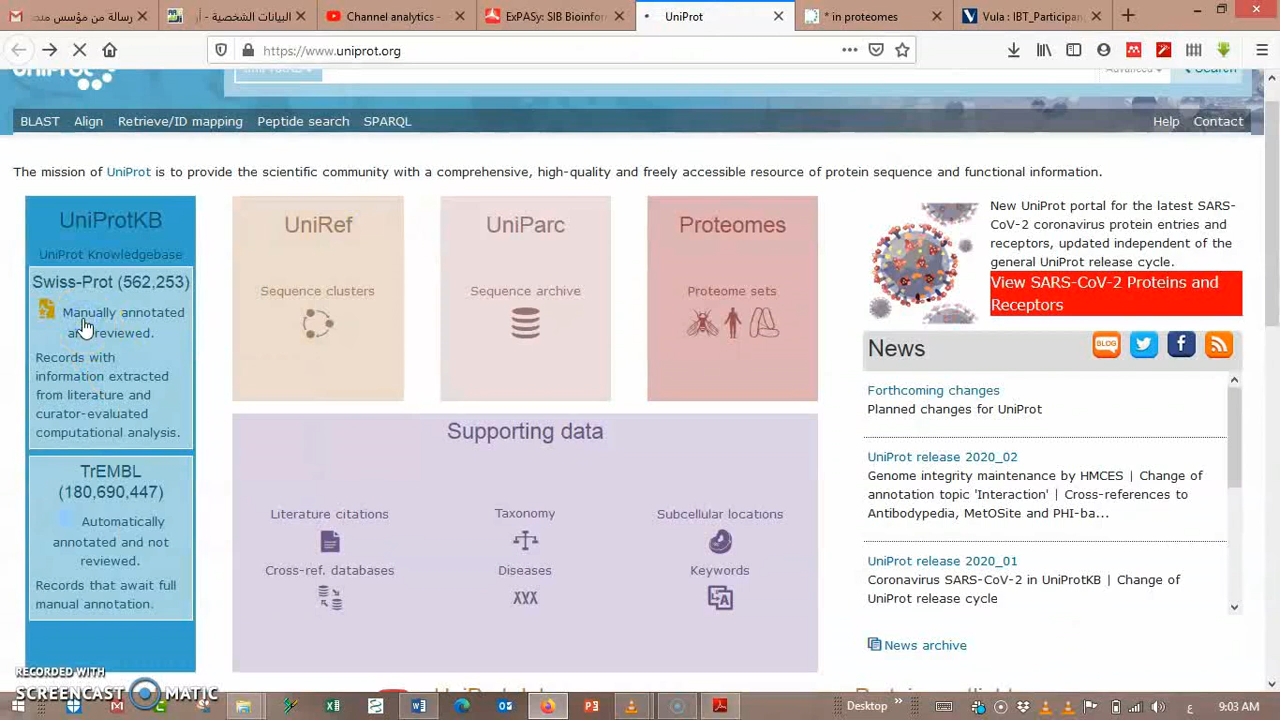 رسالة مسؤول قسم منذ
البيانات الشخصية - ا
Channel analytics -
ExPASy: SIB Bioinfor
UniProt
* in proteomes
Vula : IBT_Participan
https://www.uniprot.org
UniProt
Advanced
Search
BLAST Align Retrieve/ID mapping Peptide search SPARQL
Help Contact
The mission of UniProt is to provide the scientific community with a comprehensive, high-quality and freely accessible resource of protein sequence and functional information.
UniProtKB
UniProt Knowledgebase
Swiss-Prot (562,253)
Manually annotated
and reviewed.
Records with
information extracted
from literature and
curator-evaluated
computational analysis.
TrEMBL
(180,690,447)
Automatically
annotated and not
reviewed.
Records that await full
manual annotation.
UniRef
Sequence clusters
UniParc
Sequence archive
Proteomes
Proteome sets
Supporting data
Literature citations
Taxonomy
Subcellular locations
Cross-ref. databases
Diseases
Keywords
XXX
New UniProt portal for the latest SARS-
CoV-2 coronavirus protein entries and
receptors, updated independent of the
general UniProt release cycle.
View SARS-CoV-2 Proteins and
Receptors
News
BLOG
Forthcoming changes
Planned changes for UniProt
UniProt release 2020_02
Genome integrity maintenance by HMCES | Change of
annotation topic 'Interaction' | Cross-references to
Antibodypedia, MetOSite and PHI-ba...
UniProt release 2020_01
Coronavirus SARS-CoV-2 in UniProtKB | Change of
UniProt release cycle
News archive
RECORDED WITH
SCREENCAST MATIC
Desktop
9:03 AM